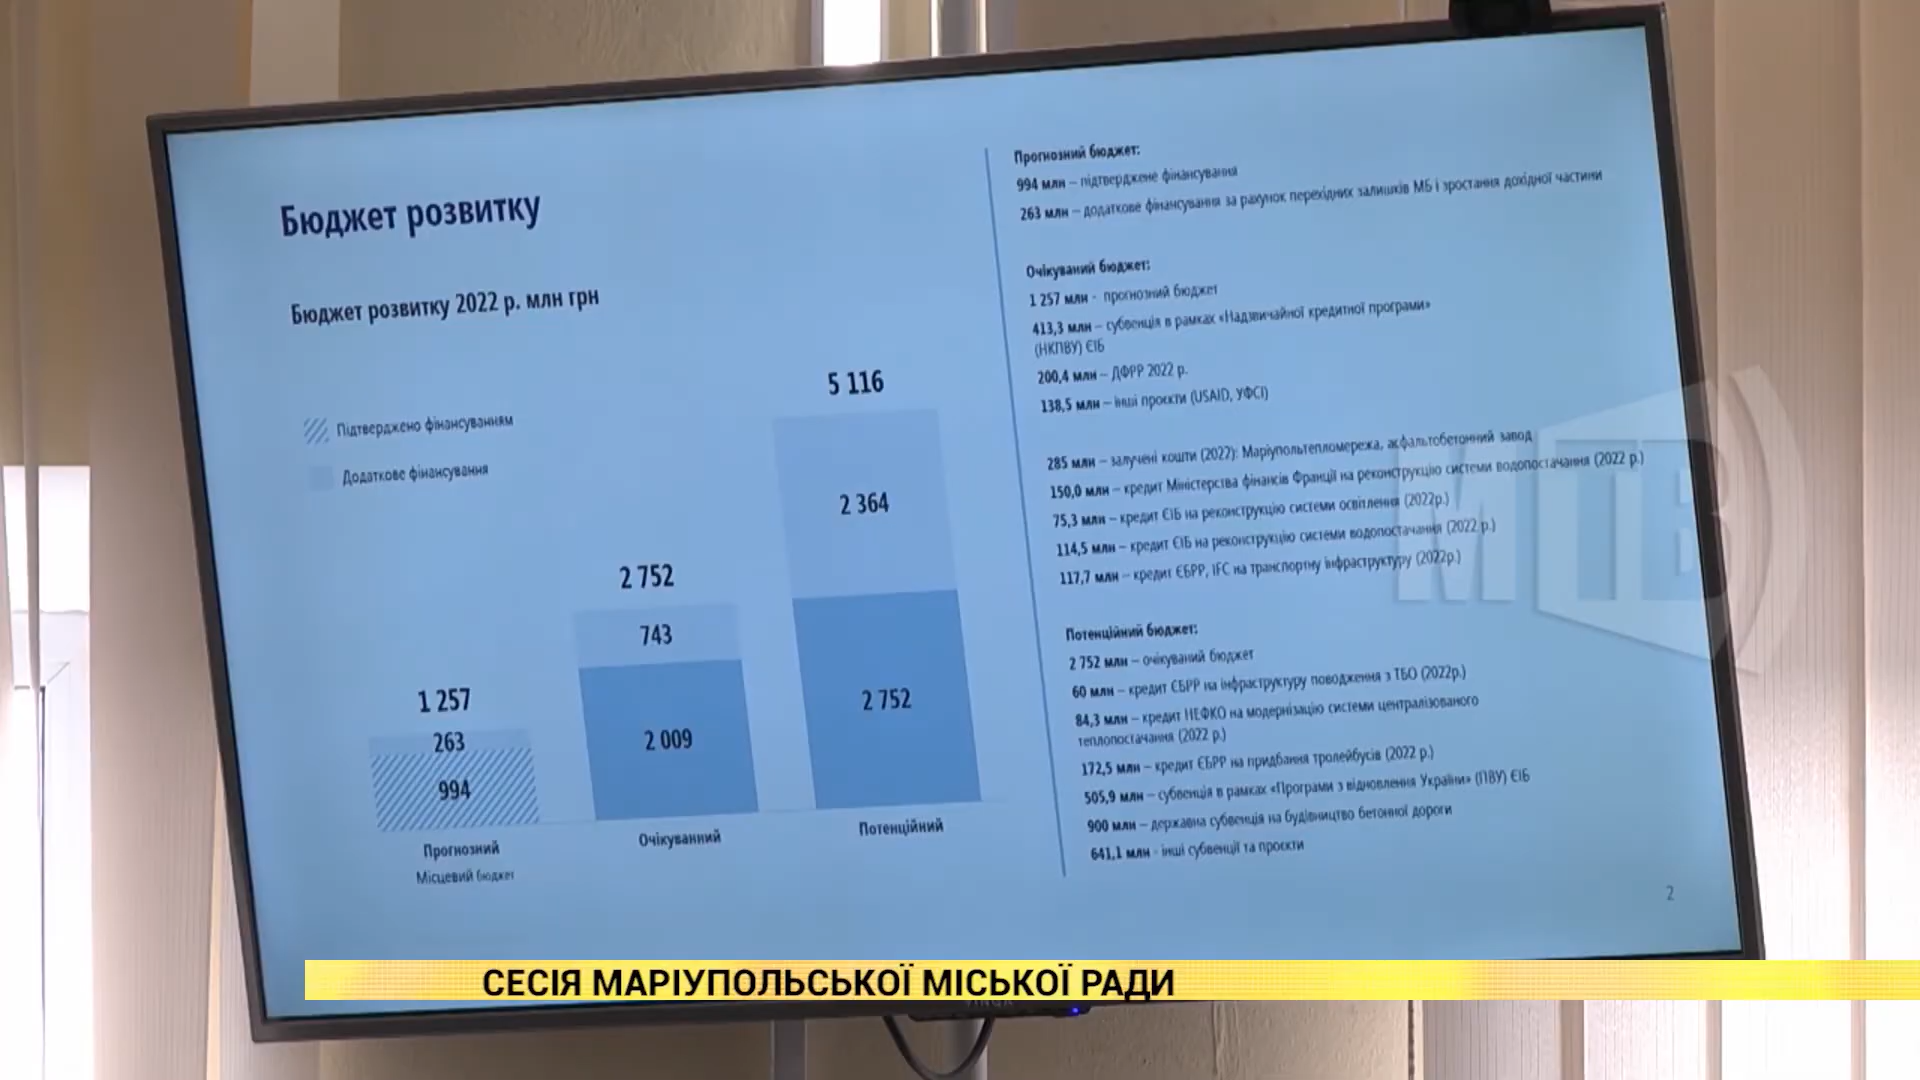 Бюджет розвитку
Бюджет розвитку 2022 р. млн грн
Підтверджено фінансуванням
Додаткове фінансування
5 116
2 364
2 752
2 752
743
2 009
1 257
263
994
Прогнозний
Місцевий бюджет
Очікуванний
Потенційний
Прогнозний бюджет:
994 млн – підтверджене фінансування
263 млн – додаткове фінансування за рахунок перехідних залишків МБ і зростання дохідної частини
Очікуваний бюджет:
1 257 млн - прогнозний бюджет
413,3 млн – субвенція в рамках «Надзвичайної кредитної програми»
(НКПВУ) ЄІБ
200,4 млн – ДФРР 2022 р.
138,5 млн – інші проєкти (USAID, УФСІ)
285 млн – залучені кошти (2022): Маріупольтепломережа, асфальтобетонний завод
150,0 млн – кредит Міністерства фінансів Франції на реконструкцію системи водопостачання (2022 р.)
75,3 млн – кредит ЄІБ на реконструкцію системи освітлення (2022р.)
114,5 млн – кредит ЄІБ на реконструкцію системи водопостачання (2022 р.)
117,7 млн – кредит ЄБРР, IFC на транспортну інфраструктуру (2022р.)
Потенційний бюджет:
2 752 млн – очікуваний бюджет
60 млн – кредит ЄБРР на інфраструктуру поводження з ТБО (2022р.)
84,3 млн – кредит НЕФКО на модернізацію системи централізованого
теплопостачання (2022 р.)
172,5 млн – кредит ЄБРР на придбання тролейбусів (2022 р.)
505,9 млн – субвенція в рамках «Програми з відновлення України» (ПВУ) ЄІБ
900 млн – державна субвенція на будівництво бетонної дороги
641,1 млн - інші субвенції та проєкти
2
МТВ
СЕСІЯ МАРІУПОЛЬСЬКОЇ МІСЬКОЇ РАДИ